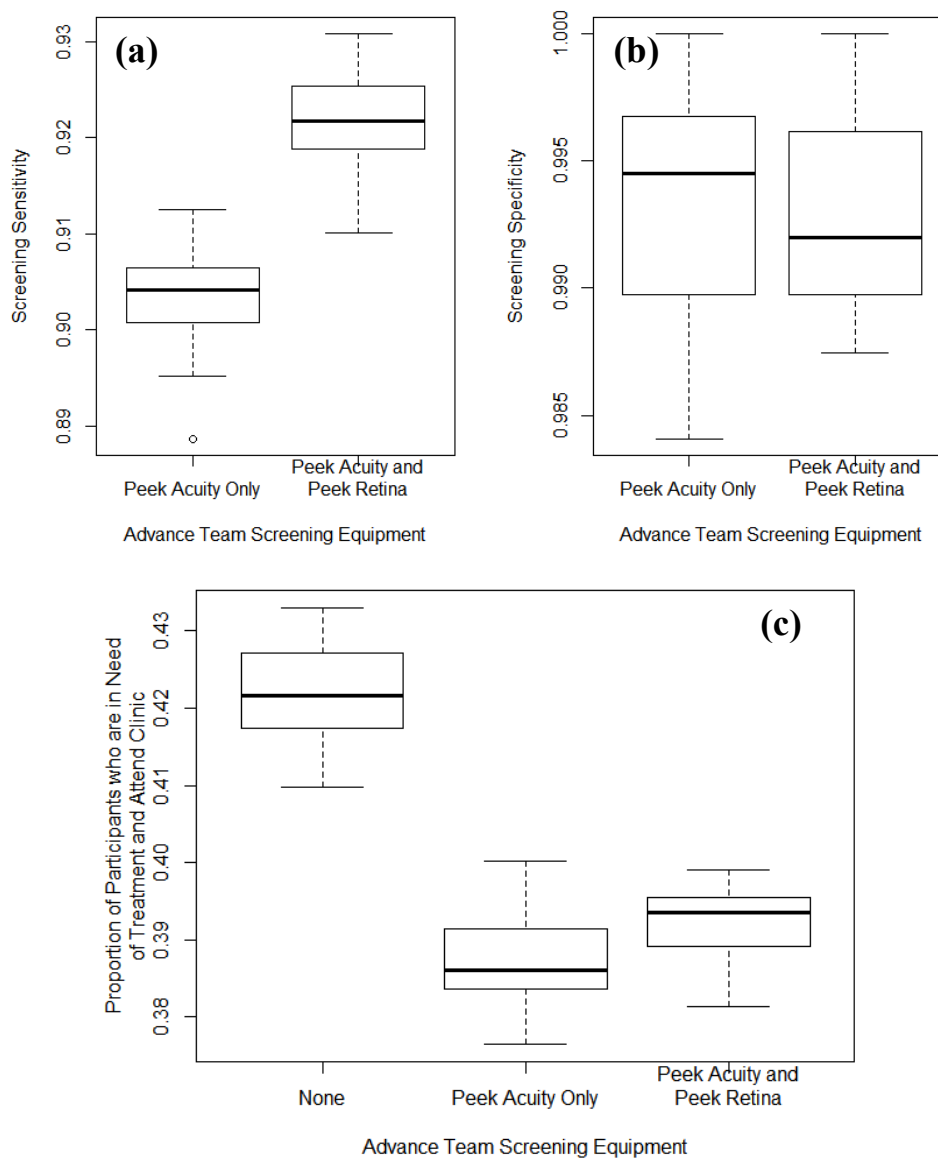 (a)
Screening Sensitivity
0.93
0.92
0.91
0.90
0.89
Peek Acuity Only
Peek Acuity and
Peek Retina
Advance Team Screening Equipment
(b)
Screening Specificity
1.000
0.995
0.990
0.985
Peek Acuity Only
Peek Acuity and
Peek Retina
Advance Team Screening Equipment
(c)
Proportion of Participants who are in Need
of Treatment and Attend Clinic
0.43
0.42
0.41
0.40
0.39
0.38
None
Peek Acuity Only
Peek Acuity and
Peek Retina
Advance Team Screening Equipment